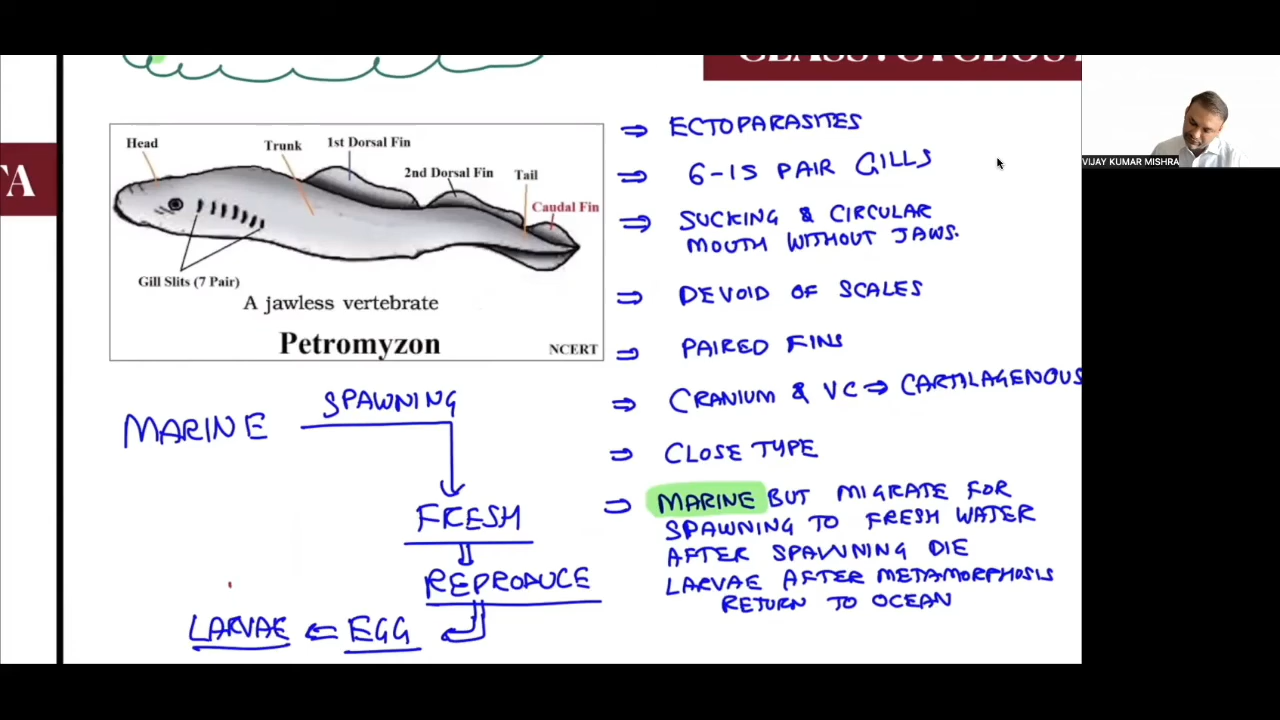 TA
CLASS: CYCLOST
Head
Trunk
1st Dorsal Fin
2nd Dorsal Fin
Tail
Caudal Fin
Gill Slits (7 Pair)
A jawless vertebrate
Petromyzon
NCERT
⇒ ECTOPARASITES
⇒ 6-15 PAIR GILLS
⇒ SUCKING & CIRCULAR
MOUTH WITHOUT JAWS.
⇒ DEVOID OF SCALES
⇒ PAIRED FINS
⇒ CRANIUM & VC ⇒ CARTILAGENOUS
⇒ CLOSE TYPE
⇒ MARINE BUT MIGRATE FOR
SPAWNING TO FRESH WATER
AFTER SPAWNING DIE
LARVAE AFTER METAMORPHOSIS
RETURN TO OCEAN
MARINE
SPAWNING
FRESH
REPRODUCE
LARVAE ⇐ EGG
VIJAY KUMAR MISHRA